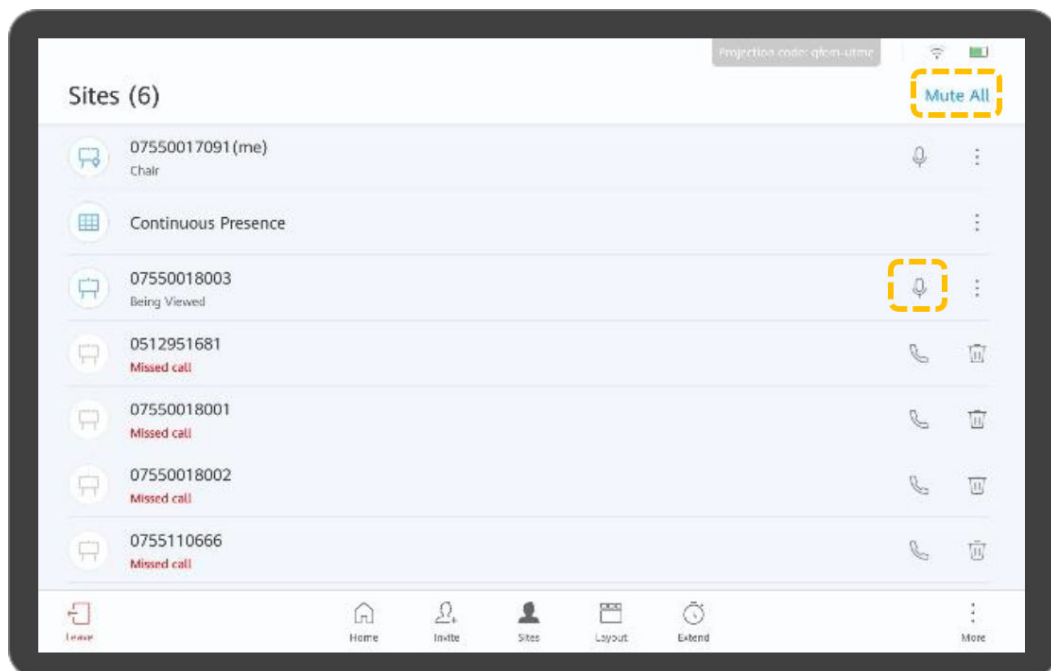 Projection code: qfem-utme
Sites (6)
Mute All
07550017091(me)
Chair
Continuous Presence
07550018003
Being Viewed
0512951681
Missed call
07550018001
Missed call
07550018002
Missed call
0755110666
Missed call
Leave
Home
Invite
Sites
Layout
Extend
More